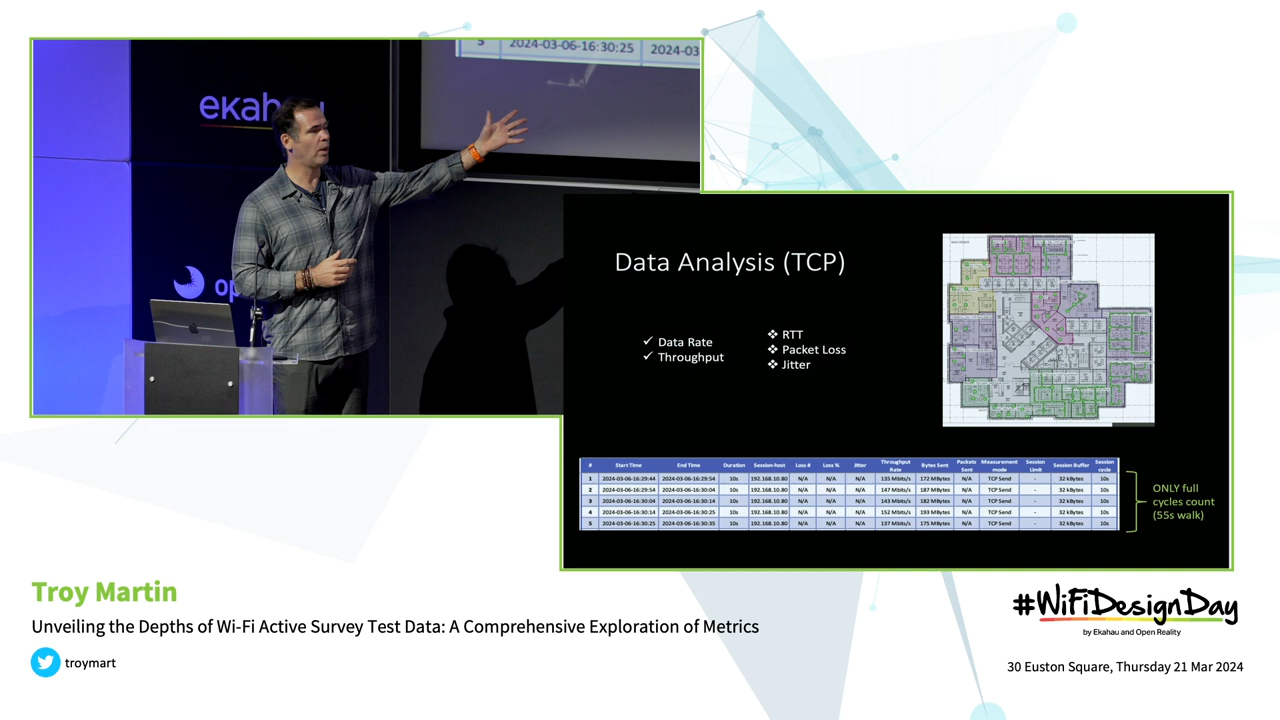 5 2024-03-06-16:30:25 2024-03
ekahau
op
Data Analysis (TCP)
✓ Data Rate
✓ Throughput
❖ RTT
❖ Packet Loss
❖ Jitter
# Start Time End Time Duration Session-host Loss # Loss % Jitter Throughput Rate Bytes Sent Packets Sent Measurement mode Session Limit Session Buffer Session cycle
1 2024-03-06-16:29:44 2024-03-06-16:29:54 10s 192.168.10.80 N/A N/A N/A 135 Mbits/s 172 MBytes N/A TCP Send - 32 kBytes 10s
2 2024-03-06-16:29:54 2024-03-06-16:30:04 10s 192.168.10.80 N/A N/A N/A 147 Mbits/s 187 MBytes N/A TCP Send - 32 kBytes 10s
3 2024-03-06-16:30:04 2024-03-06-16:30:14 10s 192.168.10.80 N/A N/A N/A 143 Mbits/s 182 MBytes N/A TCP Send - 32 kBytes 10s
4 2024-03-06-16:30:14 2024-03-06-16:30:25 10s 192.168.10.80 N/A N/A N/A 152 Mbits/s 193 MBytes N/A TCP Send - 32 kBytes 10s
5 2024-03-06-16:30:25 2024-03-06-16:30:35 10s 192.168.10.80 N/A N/A N/A 137 Mbits/s 175 MBytes N/A TCP Send - 32 kBytes 10s
ONLY full
cycles count
(55s walk)
Troy Martin
Unveiling the Depths of Wi-Fi Active Survey Test Data: A Comprehensive Exploration of Metrics
troymart
#WiFiDesignDay
by Ekahau and Open Reality
30 Euston Square, Thursday 21 Mar 2024